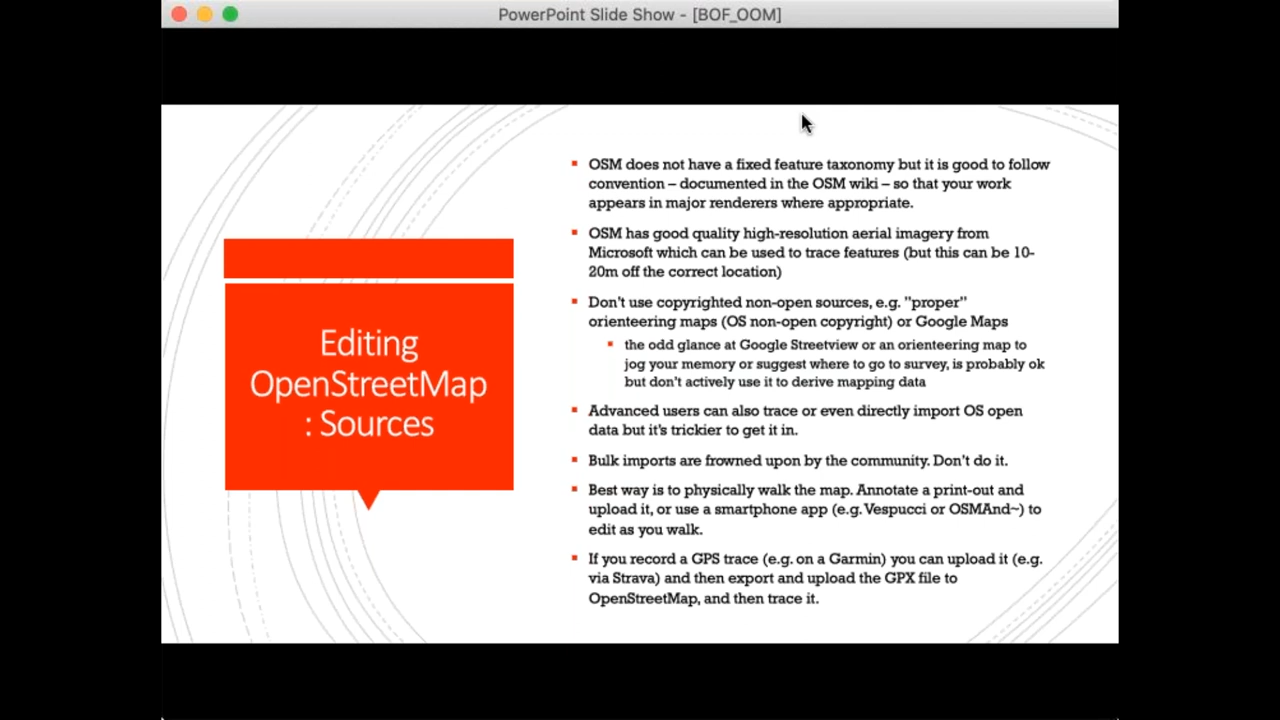 PowerPoint Slide Show - [BOF_OOM]
Editing
OpenStreetMap
: Sources
OSM does not have a fixed feature taxonomy but it is good to follow
convention – documented in the OSM wiki – so that your work
appears in major renderers where appropriate.
OSM has good quality high-resolution aerial imagery from
Microsoft which can be used to trace features (but this can be 10-
20m off the correct location)
Don't use copyrighted non-open sources, e.g. "proper"
orienteering maps (OS non-open copyright) or Google Maps
the odd glance at Google Streetview or an orienteering map to
jog your memory or suggest where to go to survey, is probably ok
but don't actively use it to derive mapping data
Advanced users can also trace or even directly import OS open
data but it's trickier to get it in.
Bulk imports are frowned upon by the community. Don't do it.
Best way is to physically walk the map. Annotate a print-out and
upload it, or use a smartphone app (e.g. Vespucci or OSMAnd~) to
edit as you walk.
If you record a GPS trace (e.g. on a Garmin) you can upload it (e.g.
via Strava) and then export and upload the GPX file to
OpenStreetMap, and then trace it.